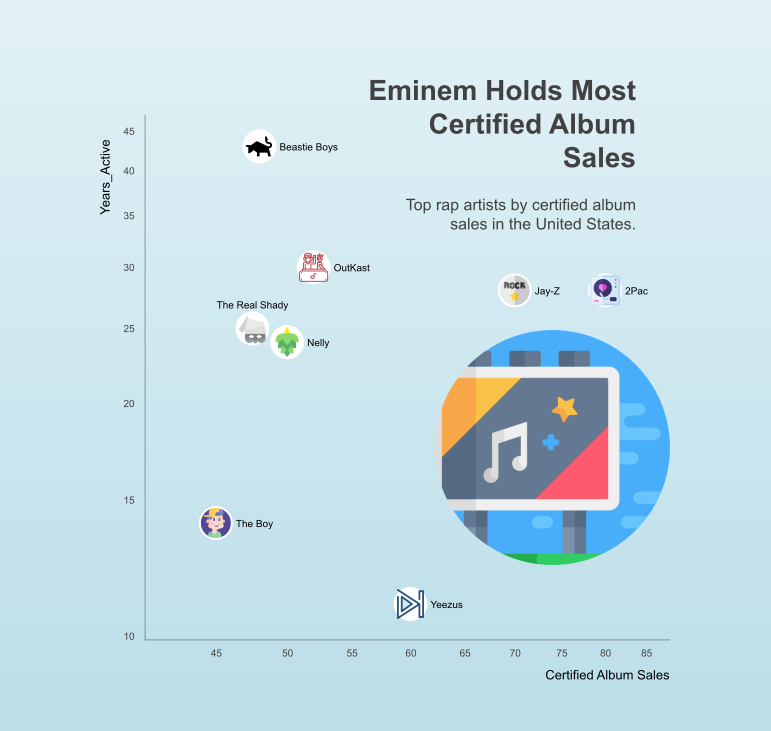 Eminem Holds Most
Certified Album
Sales
Top rap artists by certified album
sales in the United States.
Years_Active
45
40
35
30
25
20
15
10
Beastie Boys
OutKast
ROCK
Jay-Z
2Pac
The Real Shady
Nelly
The Boy
Yeezus
45
50
55
60
65
70
75
80
85
Certified Album Sales